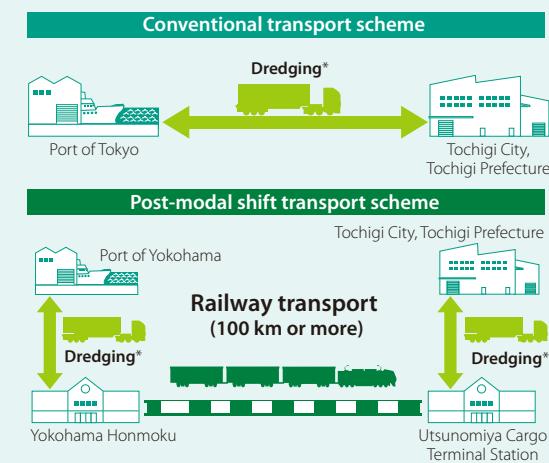 Conventional transport scheme
Dredging*
Port of Tokyo
Tochigi City,
Tochigi Prefecture
Post-modal shift transport scheme
Tochigi City, Tochigi Prefecture
Port of Yokohama
Railway transport
(100 km or more)
Dredging*
Dredging*
Yokohama Honmoku
Utsunomiya Cargo
Terminal Station